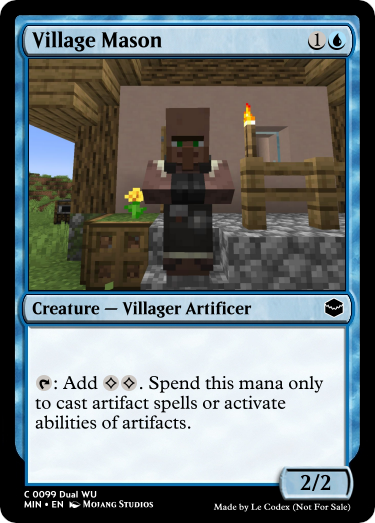 Village Mason 1
Creature — Villager Artificer
: Add . Spend this mana only
to cast artifact spells or activate
abilities of artifacts.
2/2
C 0099 Dual WU
MIN • EN Mojang Studios
Made by Le Codex (Not For Sale)